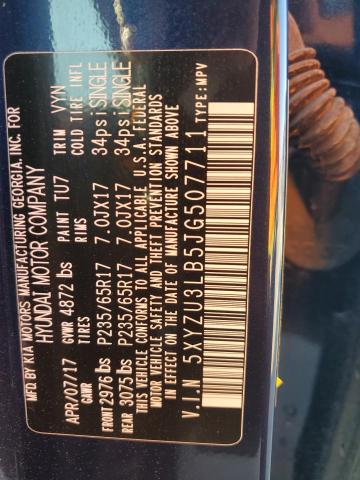 MFD.BY KIA MOTORS MANUFACTURING GEORGIA, INC. FOR
HYUNDAI MOTOR COMPANY
APR/07/17 PAINT TU7 TRIM VYN
GVWR 4872 lbs
GAWR TIRES COLD TIRE INFL
FRONT 2976 lbs P235/65R17 7.0JX17 34psi SINGLE
REAR 3075 lbs P235/65R17 7.0JX17 34psi SINGLE
THIS VEHICLE CONFORMS TO ALL APPLICABLE U.S.A. FEDERAL
MOTOR VEHICLE SAFETY AND THEFT PREVENTION
STANDARDS IN EFFECT ON THE DATE OF
MANUFACTURE SHOWN ABOVE.
V.I.N 5XYZU3LB5JG507711
TYPE:MPV